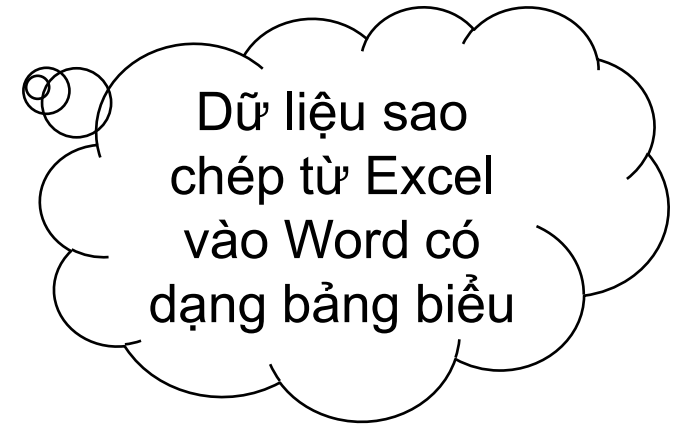 Dữ liệu sao
chép từ Excel
vào Word có
dạng bảng biểu